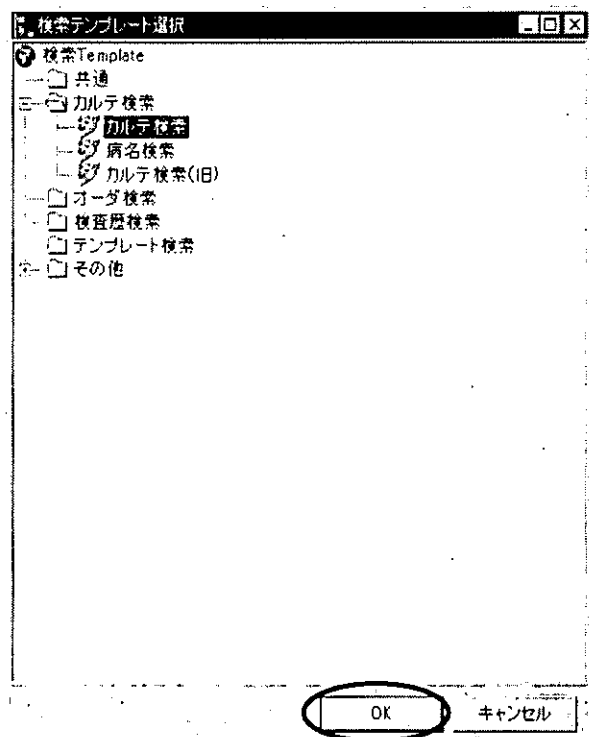 検索テンプレート選択
検索Template
共通
カルテ検索
カルテ検索
病名検索
カルテ検索(旧)
オーダ検索
検査歴検索
テンプレート検索
その他
OK キャンセル